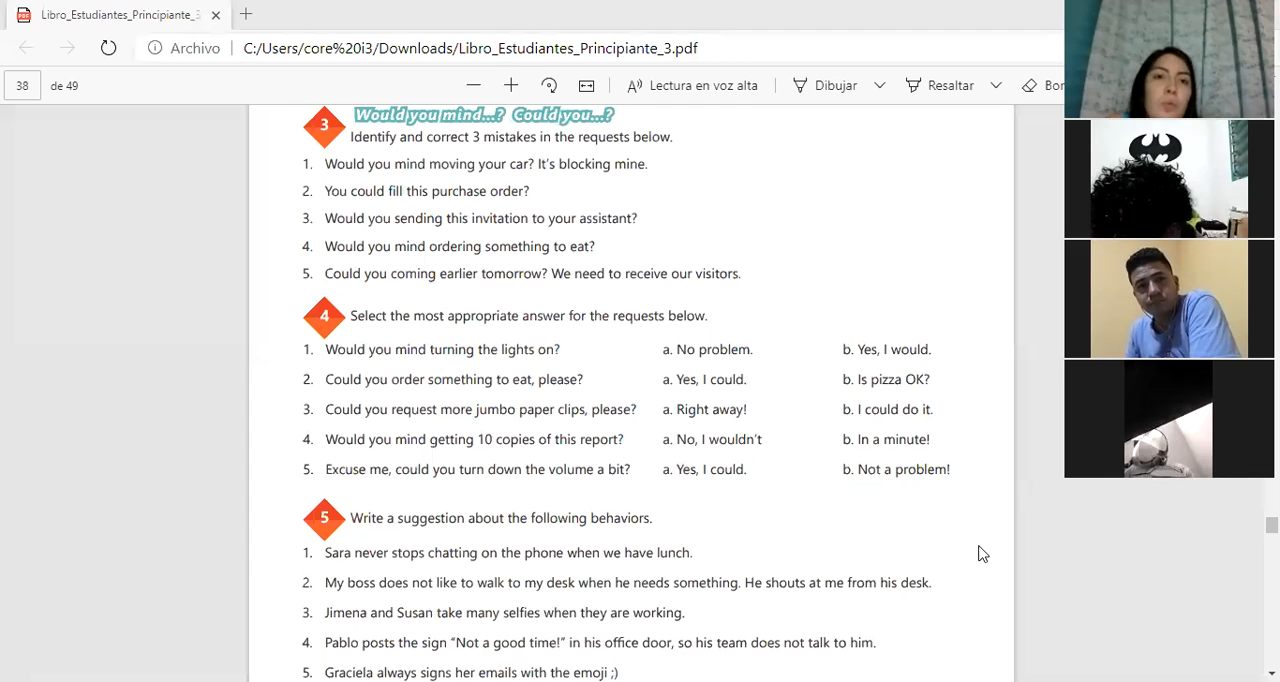 Libro_Estudiantes_Principiante_3
Archivo
C:/Users/core%20i3/Downloads/Libro_Estudiantes_Principiante_3.pdf
38 de 49
Lectura en voz alta
Dibujar
Resaltar
Would you mind...? Could you...?
3 Identify and correct 3 mistakes in the requests below.
1. Would you mind moving your car? It's blocking mine.
2. You could fill this purchase order?
3. Would you sending this invitation to your assistant?
4. Would you mind ordering something to eat?
5. Could you coming earlier tomorrow? We need to receive our visitors.
4 Select the most appropriate answer for the requests below.
1. Would you mind turning the lights on? a. No problem. b. Yes, I would.
2. Could you order something to eat, please? a. Yes, I could. b. Is pizza OK?
3. Could you request more jumbo paper clips, please? a. Right away! b. I could do it.
4. Would you mind getting 10 copies of this report? a. No, I wouldn't b. In a minute!
5. Excuse me, could you turn down the volume a bit? a. Yes, I could. b. Not a problem!
5 Write a suggestion about the following behaviors.
1. Sara never stops chatting on the phone when we have lunch.
2. My boss does not like to walk to my desk when he needs something. He shouts at me from his desk.
3. Jimena and Susan take many selfies when they are working.
4. Pablo posts the sign “Not a good time!” in his office door, so his team does not talk to him.
5. Graciela always signs her emails with the emoji ;)